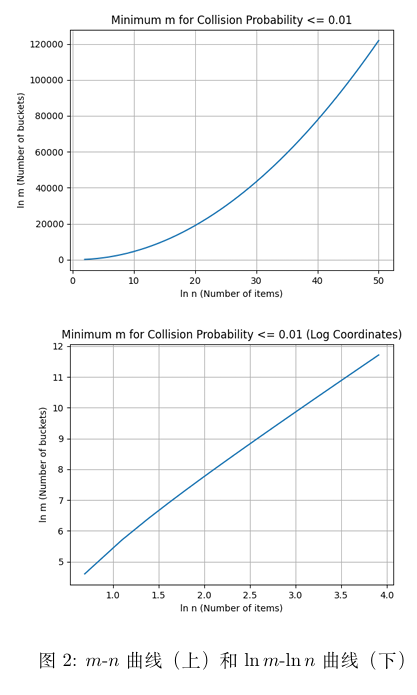 Minimum m for Collision Probability <= 0.01
120000
100000
80000
60000
40000
20000
0
ln m (Number of buckets)
0 10 20 30 40 50
ln n (Number of items)
Minimum m for Collision Probability <= 0.01 (Log Coordinates)
12
11
10
9
8
7
6
5
ln m (Number of buckets)
1.0 1.5 2.0 2.5 3.0 3.5 4.0
ln n (Number of items)
图 2: m-n 曲线（上）和 ln m-ln n 曲线（下）